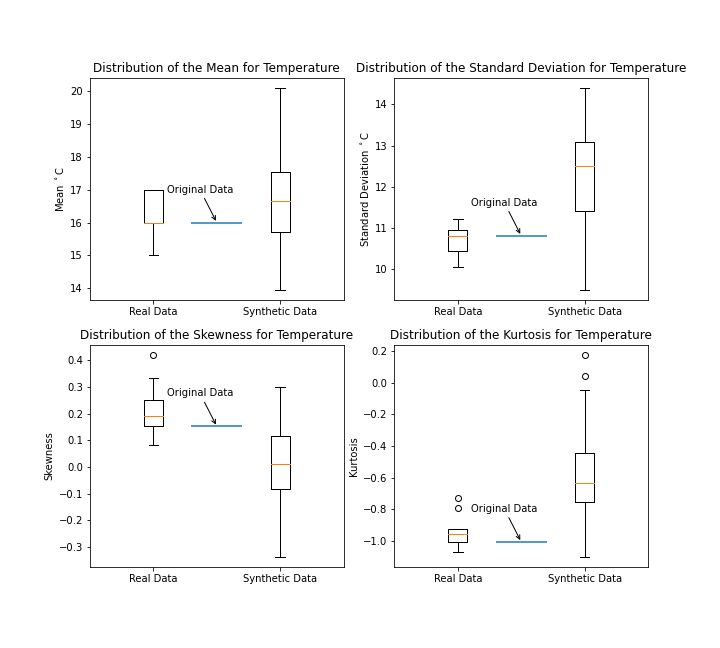 Distribution of the Mean for Temperature
Mean °C
20
19
18
17
16
15
14
Original Data
Real Data
Synthetic Data
Distribution of the Standard Deviation for Temperature
Standard Deviation °C
14
13
12
11
10
Original Data
Real Data
Synthetic Data
Distribution of the Skewness for Temperature
Skewness
0.4
0.3
0.2
0.1
0.0
−0.1
−0.2
−0.3
Original Data
Real Data
Synthetic Data
Distribution of the Kurtosis for Temperature
Kurtosis
0.2
0.0
−0.2
−0.4
−0.6
−0.8
−1.0
Original Data
Real Data
Synthetic Data